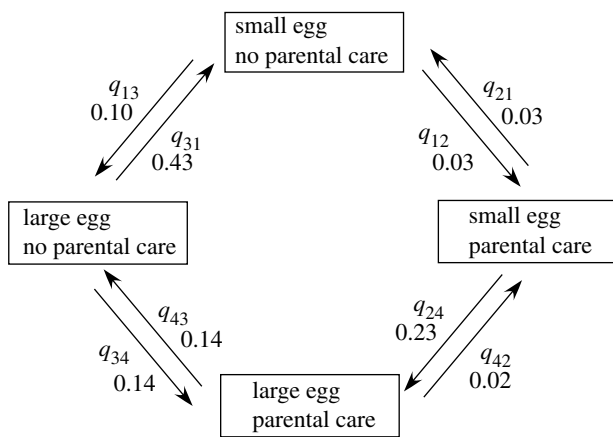 small egg
no parental care
q13
0.10
q31
0.43
q21
0.03
q12
0.03
large egg
no parental care
small egg
parental care
q43
0.14
q34
0.14
q24
0.23
q42
0.02
large egg
parental care